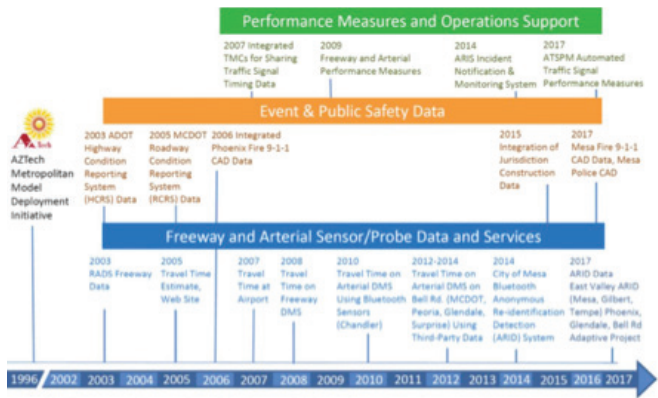 Performance Measures and Operations Support
2007 Integrated
TMCs for Sharing
Traffic Signal
Timing Data
2009
Freeway and Arterial
Performance Measures
2014
ARIS Incident
Notification &
Monitoring System
2017
ATSPM Automated
Traffic Signal
Performance Measures
Event & Public Safety Data
AZTech
AZTech
Metropolitan
Model
Deployment
Initiative
2003 ADOT
Highway
Condition
Reporting
System
(HCRS) Data
2005 MCDOT
Roadway
Condition
Reporting
System
(RCRS) Data
2006 Integrated
Phoenix Fire 9-1-1
CAD Data
2015
Integration of
Jurisdiction
Construction
Data
2017
Mesa Fire 9-1-1
CAD Data, Mesa
Police CAD
Freeway and Arterial Sensor/Probe Data and Services
2003
RADS Freeway
Data
2005
Travel Time
Estimate,
Web Site
2007
Travel
Time at
Airport
2008
Travel
Time on
Freeway
DMS
2010
Travel Time on
Arterial DMS
Using Bluetooth
Sensors
(Chandler)
2012-2014
Travel Time on
Arterial DMS on
Bell Rd. (MCDOT,
Peoria, Glendale,
Surprise) Using
Third-Party Data
2014
City of Mesa
Bluetooth
Anonymous
Re-identification
Detection
(ARID) System
2017
ARID Data
East Valley ARID
(Mesa, Gilbert,
Tempe) Phoenix,
Glendale, Bell Rd
Adaptive Project
1996 2002 2003 2004 2005 2006 2007 2008 2009 2010 2011 2012 2013 2014 2015 2016 2017